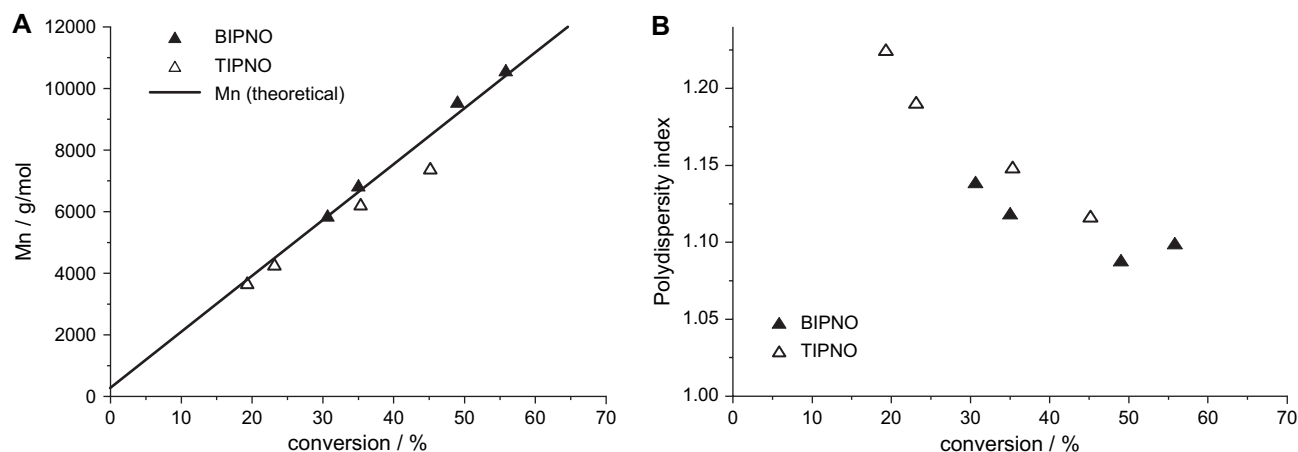 A
BIPNO
TIPNO
Mn (theoretical)
12000
10000
8000
6000
4000
2000
0
Mn / g/mol
0 10 20 30 40 50 60 70
conversion / %
B
1.20
1.15
1.10
1.05
1.00
Polydispersity index
BIPNO
TIPNO
0 10 20 30 40 50 60 70
conversion / %